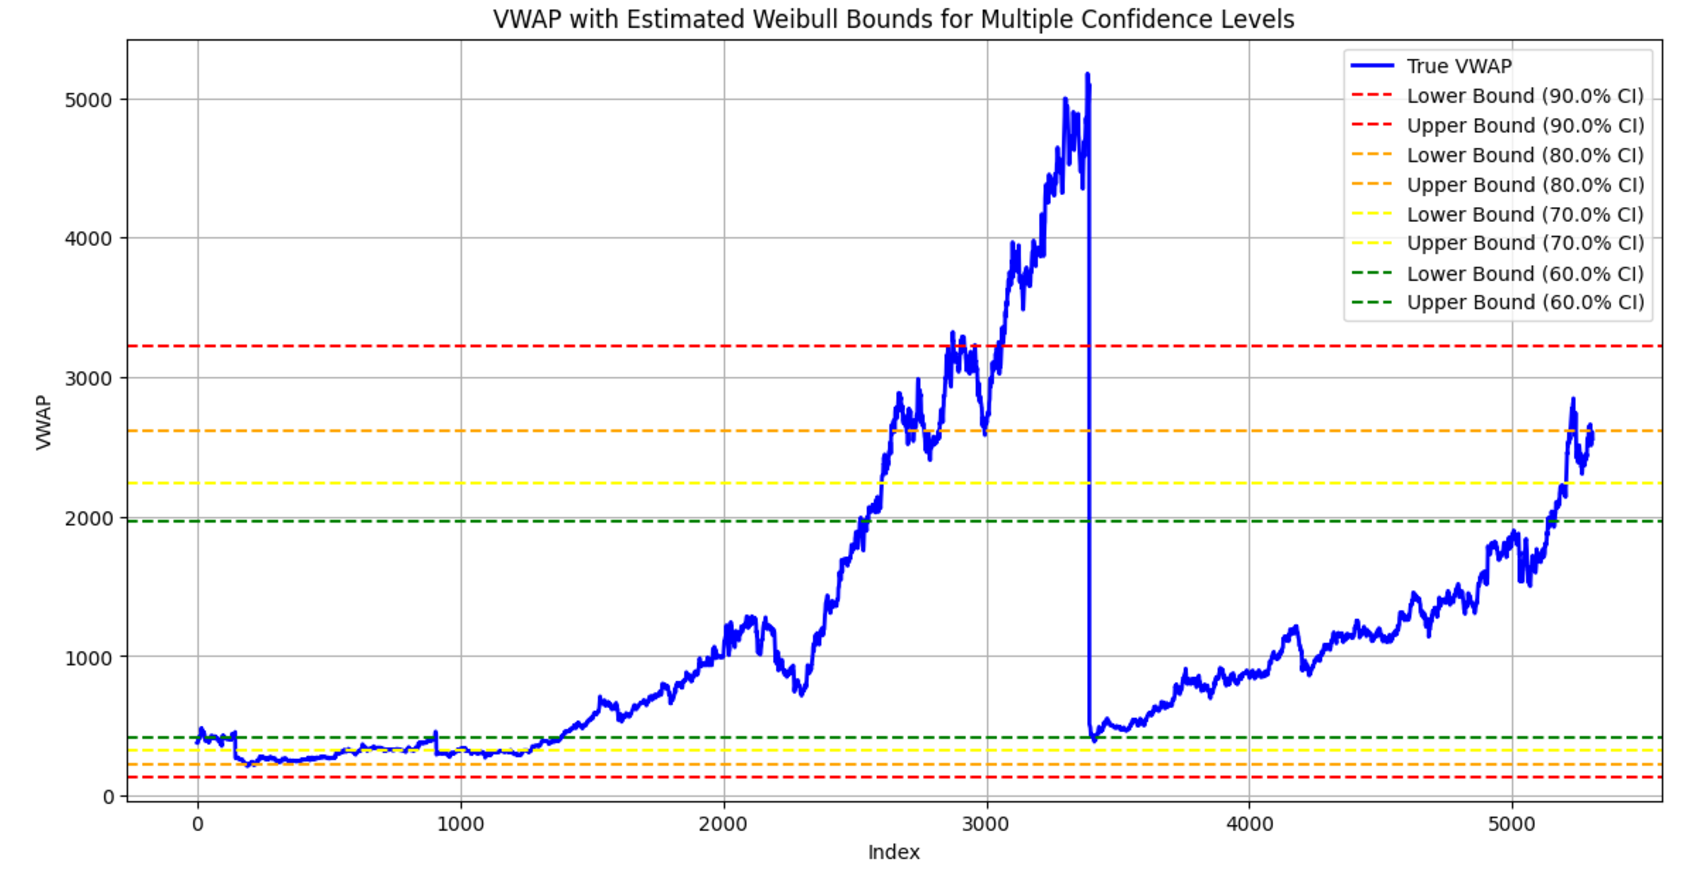 VWAP with Estimated Weibull Bounds for Multiple Confidence Levels
True VWAP
Lower Bound (90.0% CI)
Upper Bound (90.0% CI)
Lower Bound (80.0% CI)
Upper Bound (80.0% CI)
Lower Bound (70.0% CI)
Upper Bound (70.0% CI)
Lower Bound (60.0% CI)
Upper Bound (60.0% CI)
VWAP
5000
4000
3000
2000
1000
0
0 1000 2000 3000 4000 5000
Index